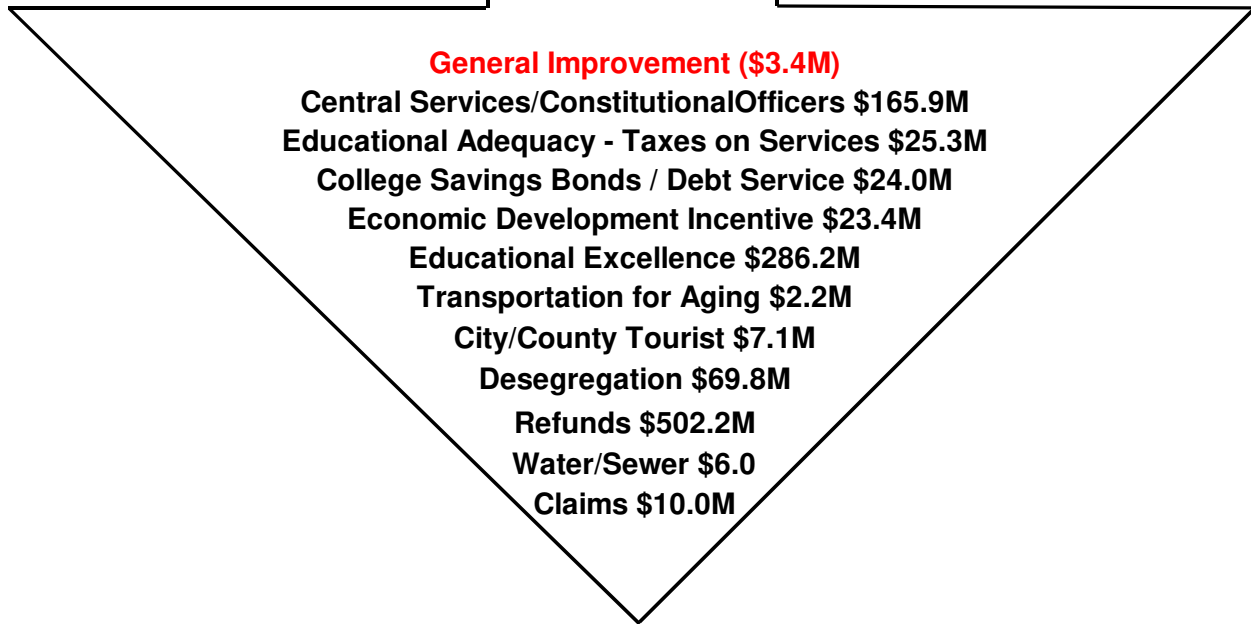 General Improvement ($3.4M)
Central Services/ConstitutionalOfficers $165.9M
Educational Adequacy - Taxes on Services $25.3M
College Savings Bonds / Debt Service $24.0M
Economic Development Incentive $23.4M
Educational Excellence $286.2M
Transportation for Aging $2.2M
City/County Tourist $7.1M
Desegregation $69.8M
Refunds $502.2M
Water/Sewer $6.0
Claims $10.0M